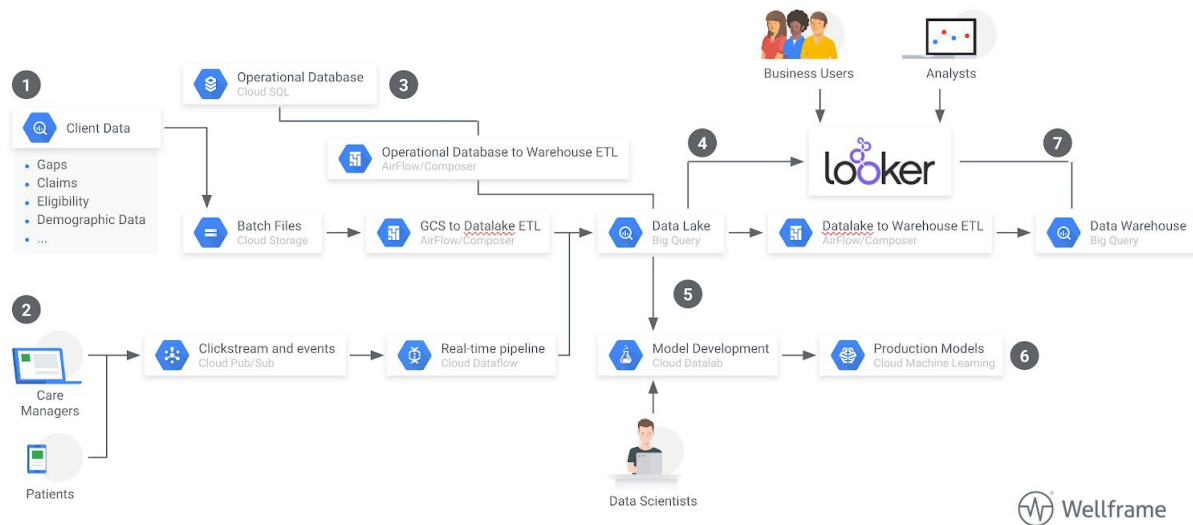 Business Users
Analysts
1
Operational Database
Cloud SQL
3
Client Data
Gaps
Claims
Eligibility
Demographic Data
...
Operational Database to Warehouse ETL
AirFlow/Composer
4
looker
7
Batch Files
Cloud Storage
GCS to Datalake ETL
AirFlow/Composer
Data Lake
Big Query
Datalake to Warehouse ETL
AirFlow/Composer
Data Warehouse
Big Query
2
Care
Managers
Patients
Clickstream and events
Cloud Pub/Sub
Real-time pipeline
Cloud Dataflow
5
Model Development
Cloud Datalab
Production Models
Cloud Machine Learning
6
Data Scientists
Wellframe